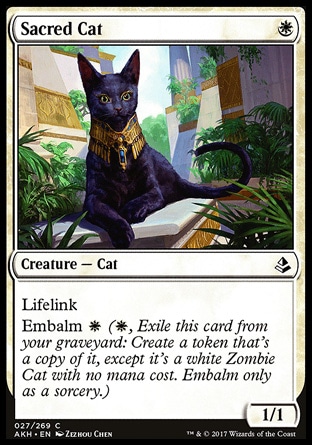 Sacred Cat
Creature — Cat
Lifelink
Embalm (, Exile this card from
your graveyard: Create a token that's
a copy of it, except it's a white Zombie
Cat with no mana cost. Embalm only
as a sorcery.)
1/1
027/269 C
AKH • EN Zezhou Chen
™ & © 2017 Wizards of the Coast